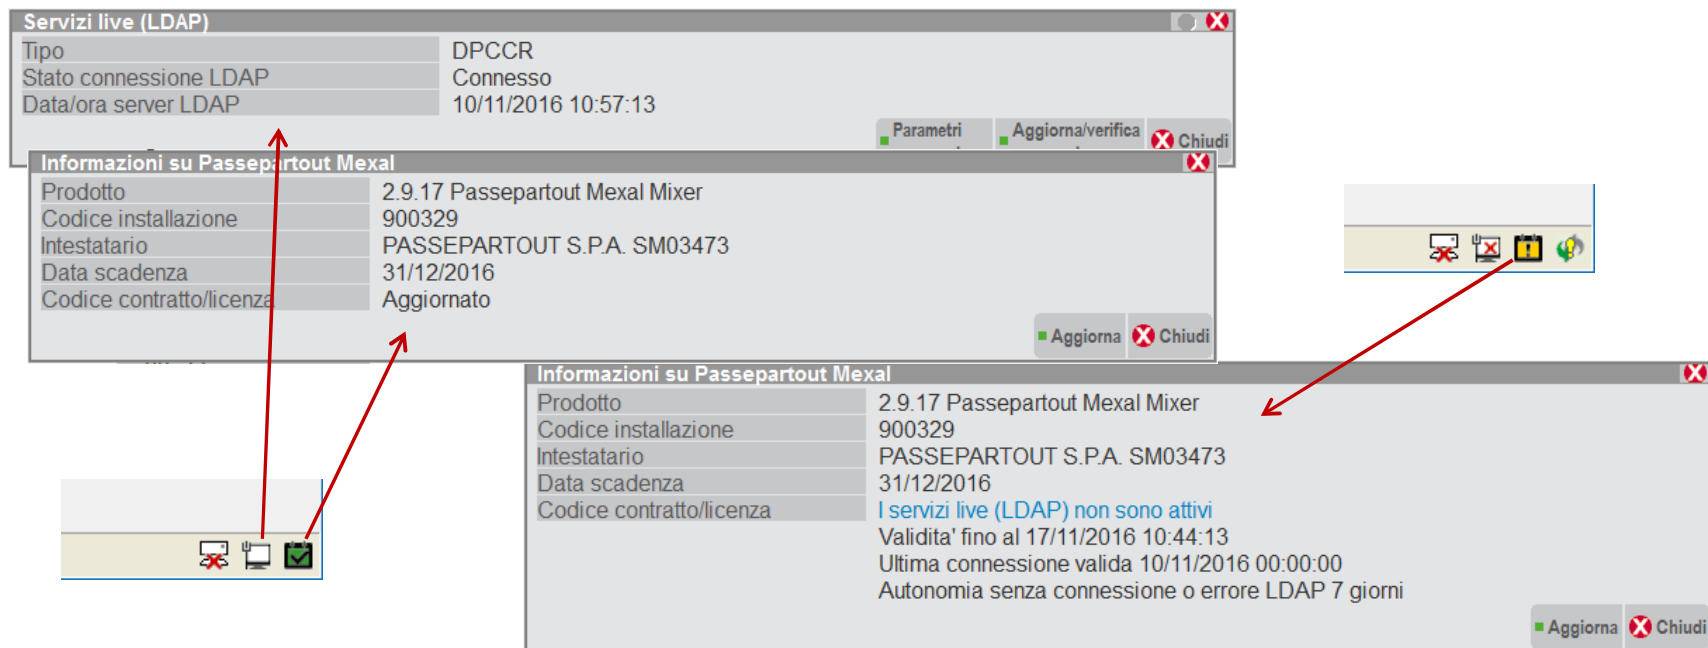 Servizi live (LDAP)
Tipo DPCCR
Stato connessione LDAP Connesso
Data/ora server LDAP 10/11/2016 10:57:13
Parametri Aggiorna/verifica Chiudi
Informazioni su Passepartout Mexal
Prodotto 2.9.17 Passepartout Mexal Mixer
Codice installazione 900329
Intestatario PASSEPARTOUT S.P.A. SM03473
Data scadenza 31/12/2016
Codice contratto/licenza Aggiornato
Aggiorna Chiudi
Informazioni su Passepartout Mexal
Prodotto 2.9.17 Passepartout Mexal Mixer
Codice installazione 900329
Intestatario PASSEPARTOUT S.P.A. SM03473
Data scadenza 31/12/2016
Codice contratto/licenza I servizi live (LDAP) non sono attivi
Validita' fino al 17/11/2016 10:44:13
Ultima connessione valida 10/11/2016 00:00:00
Autonomia senza connessione o errore LDAP 7 giorni
Aggiorna Chiudi